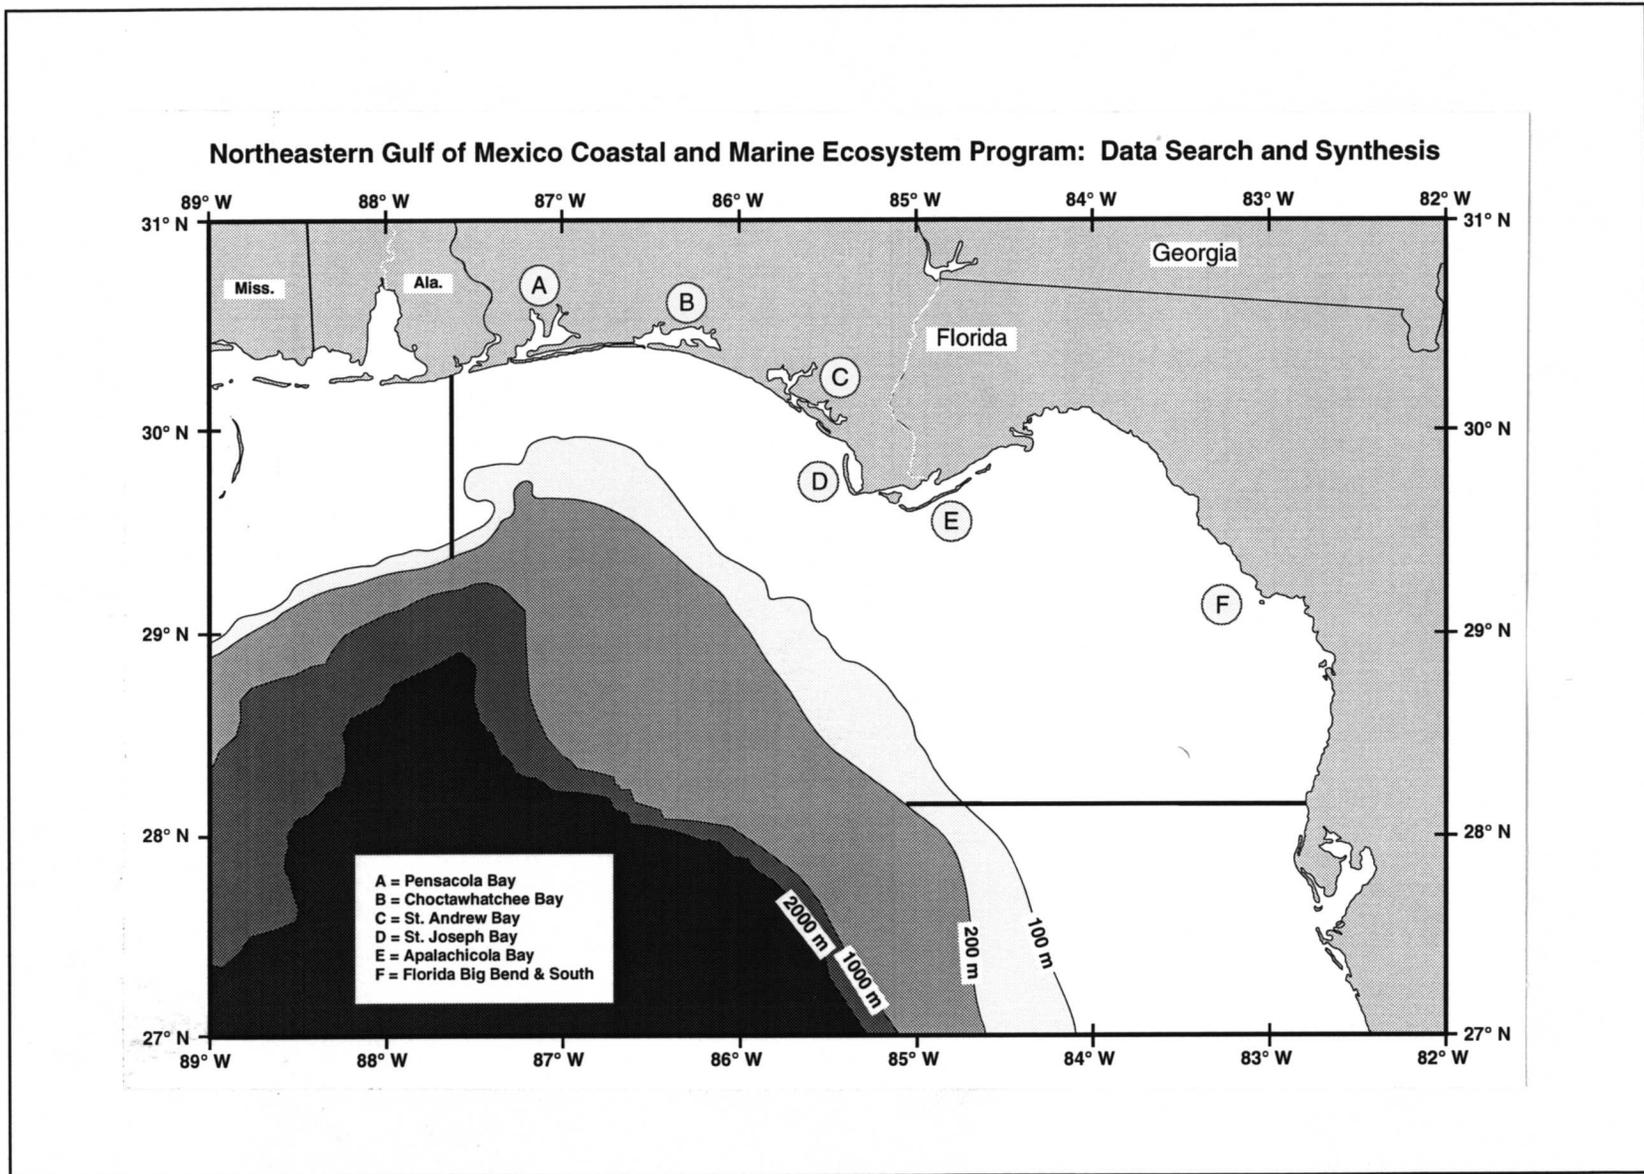 Northeastern Gulf of Mexico Coastal and Marine Ecosystem Program: Data Search and Synthesis
89° W 88° W 87° W 86° W 85° W 84° W 83° W 82° W
31° N 31° N
Georgia
Miss. Ala. A
B
Florida
C
30° N 30° N
D
E
F
29° N 29° N
28° N 28° N
A = Pensacola Bay
B = Choctawhatchee Bay
C = St. Andrew Bay
D = St. Joseph Bay
E = Apalachicola Bay
F = Florida Big Bend & South
2000 m
1000 m
200 m
100 m
27° N 27° N
89° W 88° W 87° W 86° W 85° W 84° W 83° W 82° W